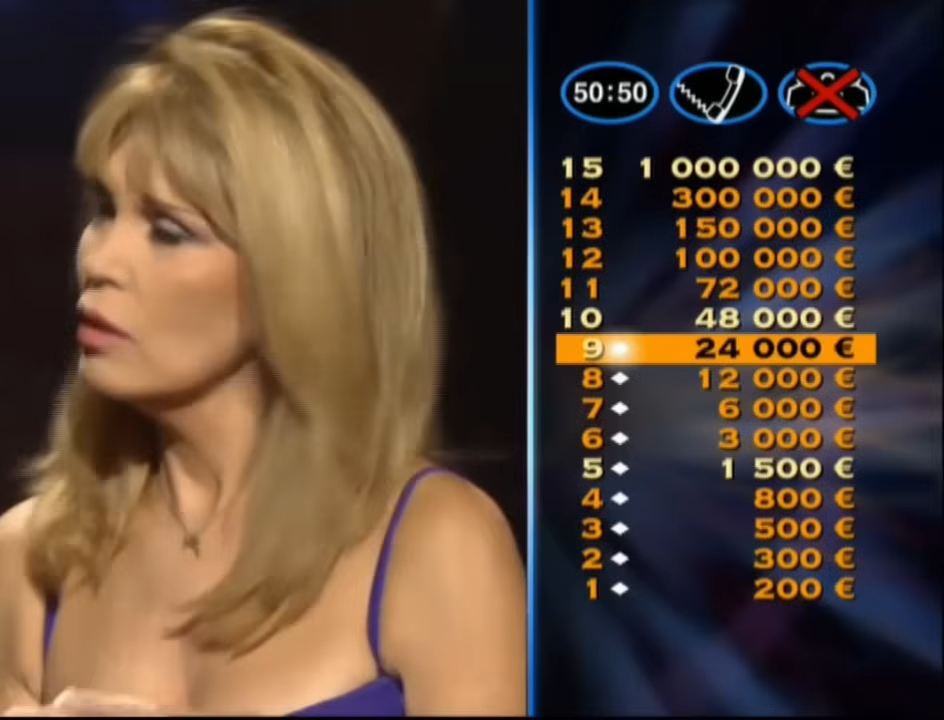 50:50
15 1 000 000 €
14 300 000 €
13 150 000 €
12 100 000 €
11 72 000 €
10 48 000 €
9 24 000 €
8 12 000 €
7 6 000 €
6 3 000 €
5 1 500 €
4 800 €
3 500 €
2 300 €
1 200 €